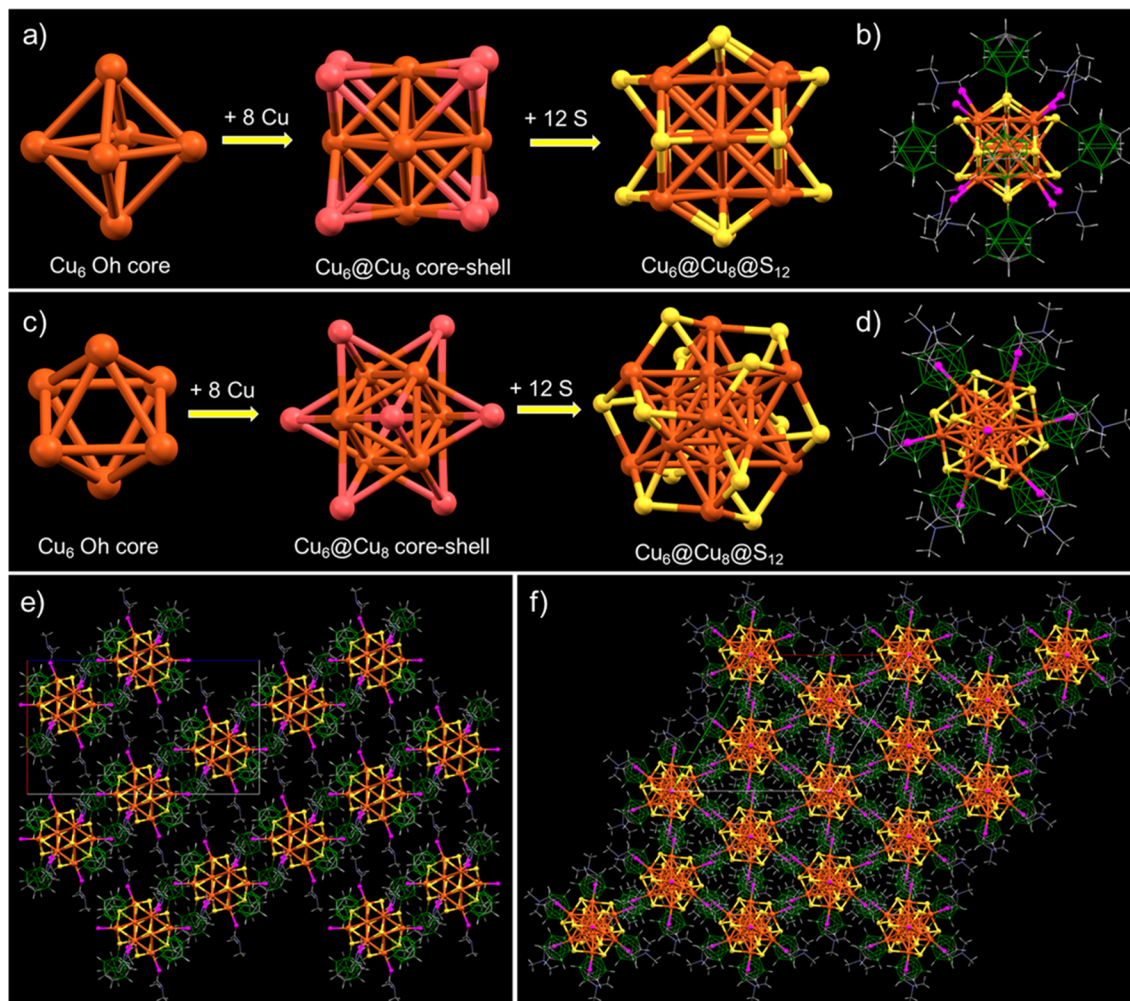 a)
+ 8 Cu
+ 12 S
b)
Cu₆ Oh core
Cu₆@Cu₈ core-shell
Cu₆@Cu₈@S₁₂
c)
+ 8 Cu
+ 12 S
d)
Cu₆ Oh core
Cu₆@Cu₈ core-shell
Cu₆@Cu₈@S₁₂
e)
f)